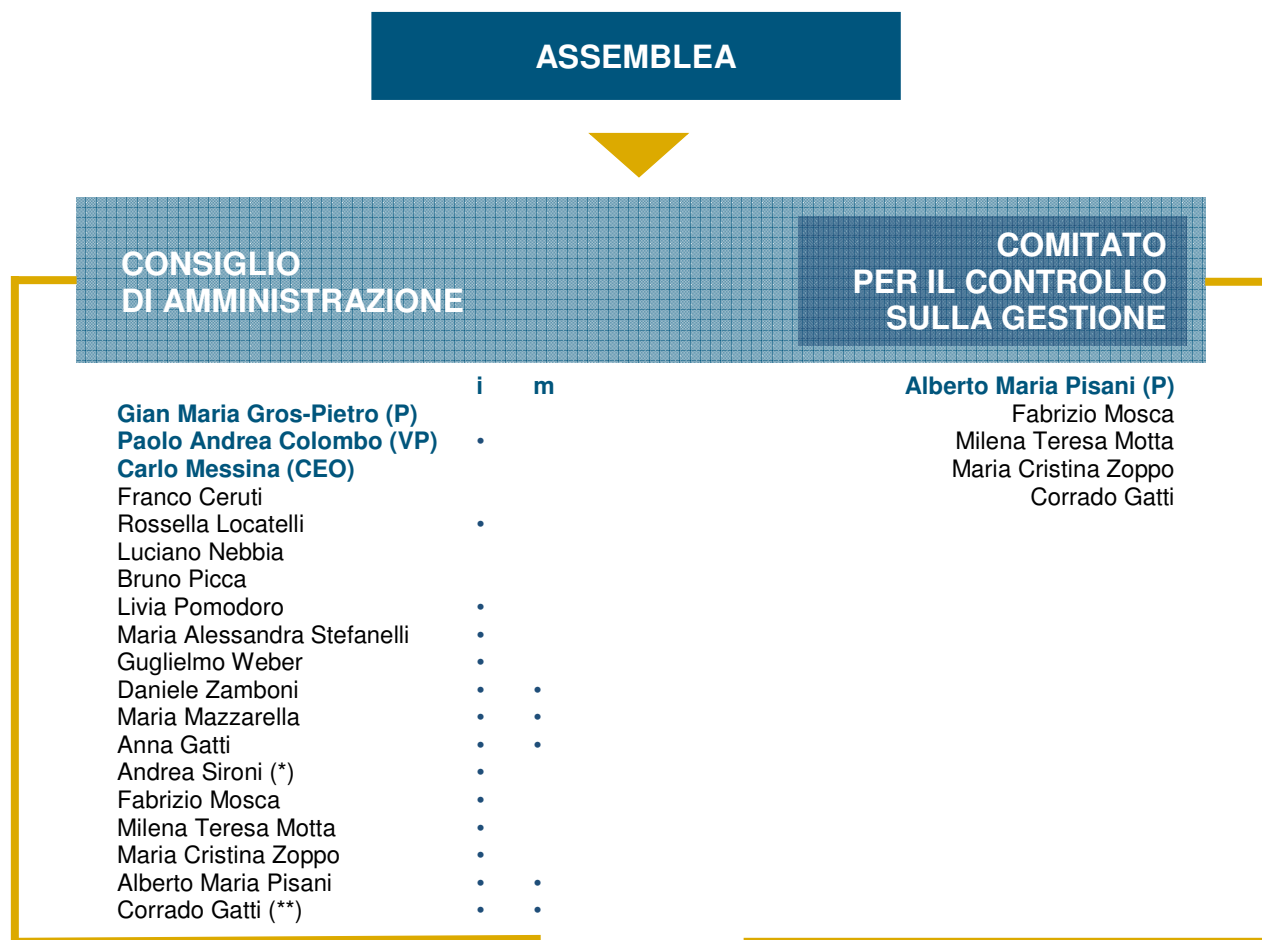 ASSEMBLEA
CONSIGLIO
DI AMMINISTRAZIONE
COMITATO
PER IL CONTROLLO
SULLA GESTIONE
i m
Gian Maria Gros-Pietro (P)
Paolo Andrea Colombo (VP) •
Carlo Messina (CEO)
Franco Ceruti
Rossella Locatelli •
Luciano Nebbia
Bruno Picca
Livia Pomodoro •
Maria Alessandra Stefanelli •
Guglielmo Weber •
Daniele Zamboni • •
Maria Mazzarella • •
Anna Gatti • •
Andrea Sironi (*) •
Fabrizio Mosca •
Milena Teresa Motta •
Maria Cristina Zoppo •
Alberto Maria Pisani • •
Corrado Gatti (**) • •
Alberto Maria Pisani (P)
Fabrizio Mosca
Milena Teresa Motta
Maria Cristina Zoppo
Corrado Gatti